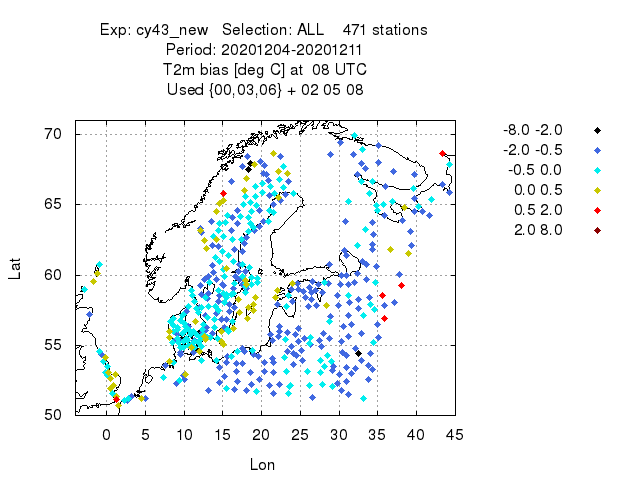 Exp: cy43_new   Selection: ALL    471 stations
Period: 20201204-20201211
T2m bias [deg C] at  08 UTC
Used {00,03,06} + 02 05 08
70
65
60
55
50
Lat
0 5 10 15 20 25 30 35 40 45
Lon
-8.0 -2.0
-2.0 -0.5
-0.5 0.0
0.0 0.5
0.5 2.0
2.0 8.0